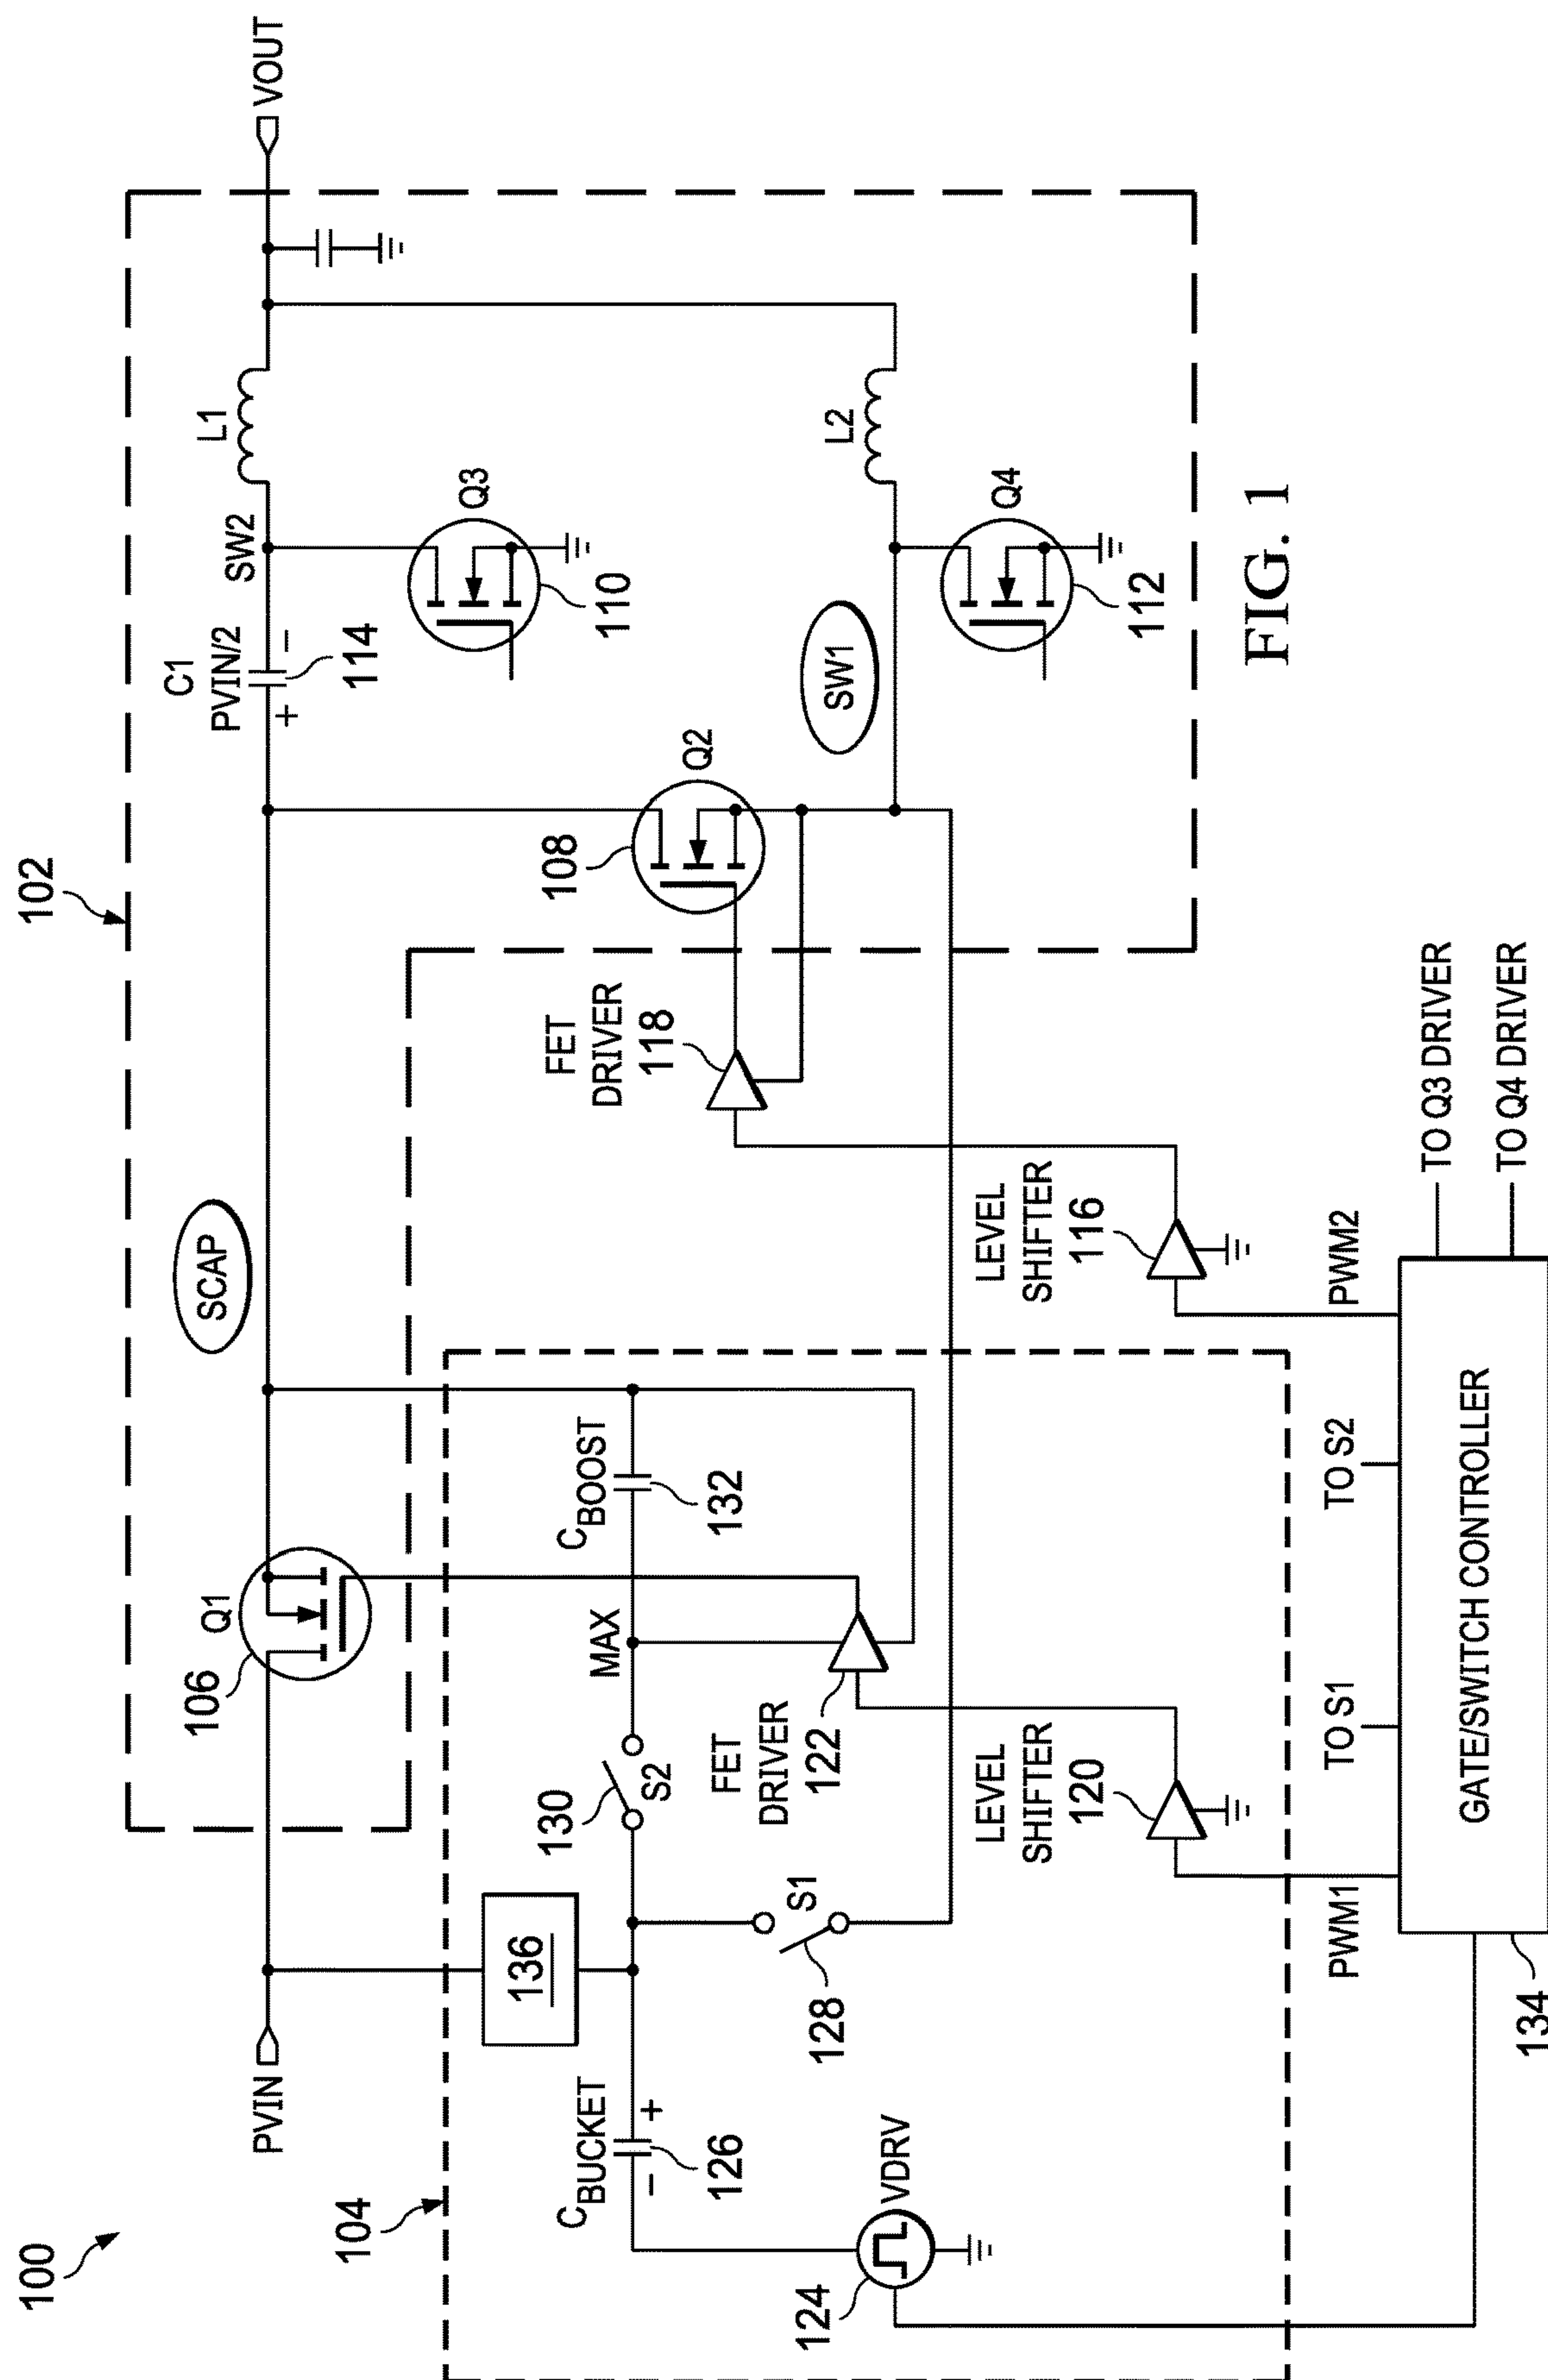 100
102
PVIN
106
Q1
SCAP
C1
PVIN/2
+
−
114
SW2
L1
VOUT
Q3
110
108
Q2
SW1
L2
Q4
112
FET
DRIVER
118
LEVEL
SHIFTER
116
104
136
CBUCKET
−
+
126
130
S2
MAX
CBOOST
132
S1
128
FET
DRIVER
122
LEVEL
SHIFTER
120
124
VDRV
PWM1
TO S1
TO S2
PWM2
GATE/SWITCH CONTROLLER
134
TO Q3 DRIVER
TO Q4 DRIVER
FIG. 1